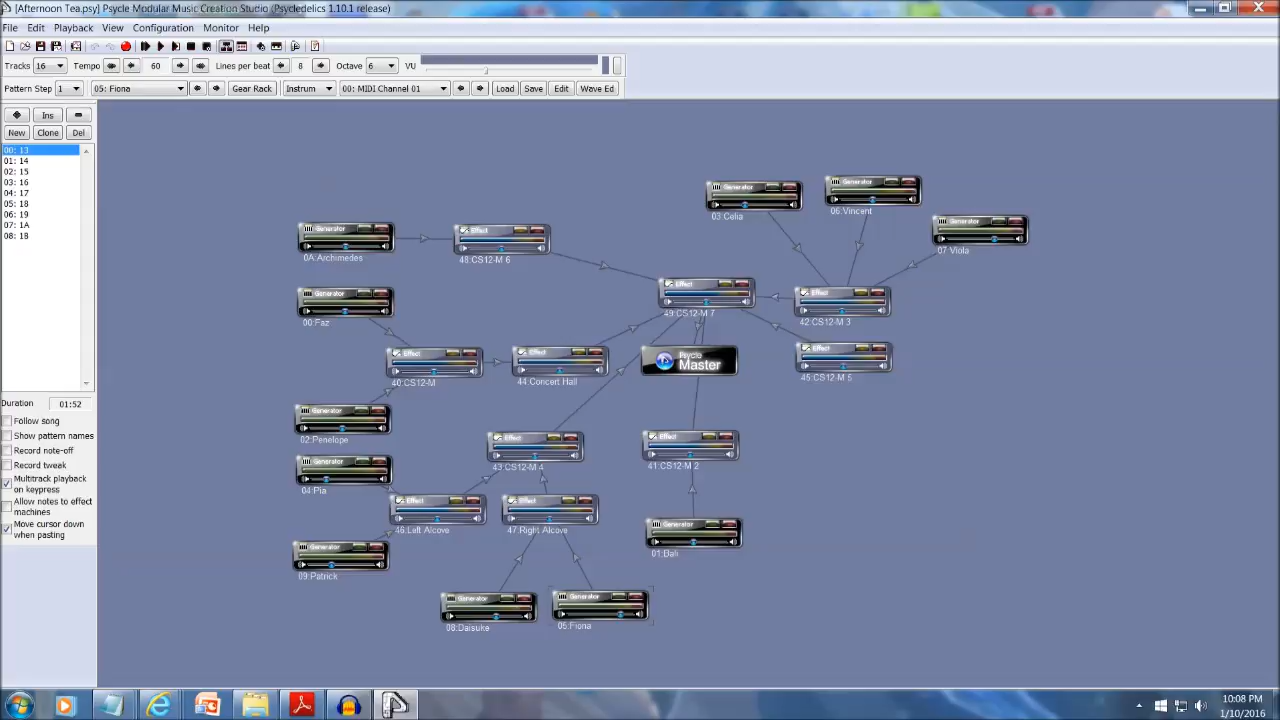 [Afternoon Tea.psy] Psycle Modular Music Creation Studio (Psycledelics 1.10.1 release)
File Edit Playback View Configuration Monitor Help
Tracks 16 Tempo 60 Lines per beat 8 Octave 6 VU
Pattern Step 1 05: Fiona Gear Rack Instrum 00: MIDI Channel 01 Load Save Edit Wave Ed
Ins
New Clone Del
00: 13
01: 14
02: 15
03: 16
04: 17
05: 18
06: 19
07: 1A
08: 18
Duration 01:52
Follow song
Show pattern names
Record note-off
Record tweak
Multitrack playback
on keypress
Allow notes to effect
machines
Move cursor down
when pasting
Generator
03:Celia
Generator
06:Vincent
Generator
07 Viola
Generator
0A:Archimedes
Effect
48:CS12-M 6
Effect
49:CS12-M 7
Effect
42:CS12-M 3
Generator
00:Faz
Effect
40:CS12-M
Effect
44:Concert Hall
Psycle
Master
Effect
45:CS12-M 5
Generator
02:Penelope
Effect
43:CS12-M 4
Effect
41:CS12-M 2
Generator
04:Pia
Effect
46:Left Alcove
Effect
47:Right Alcove
Generator
01:Bali
Generator
09:Patrick
Generator
08:Daisuke
Generator
05:Fiona
10:08 PM
1/10/2016